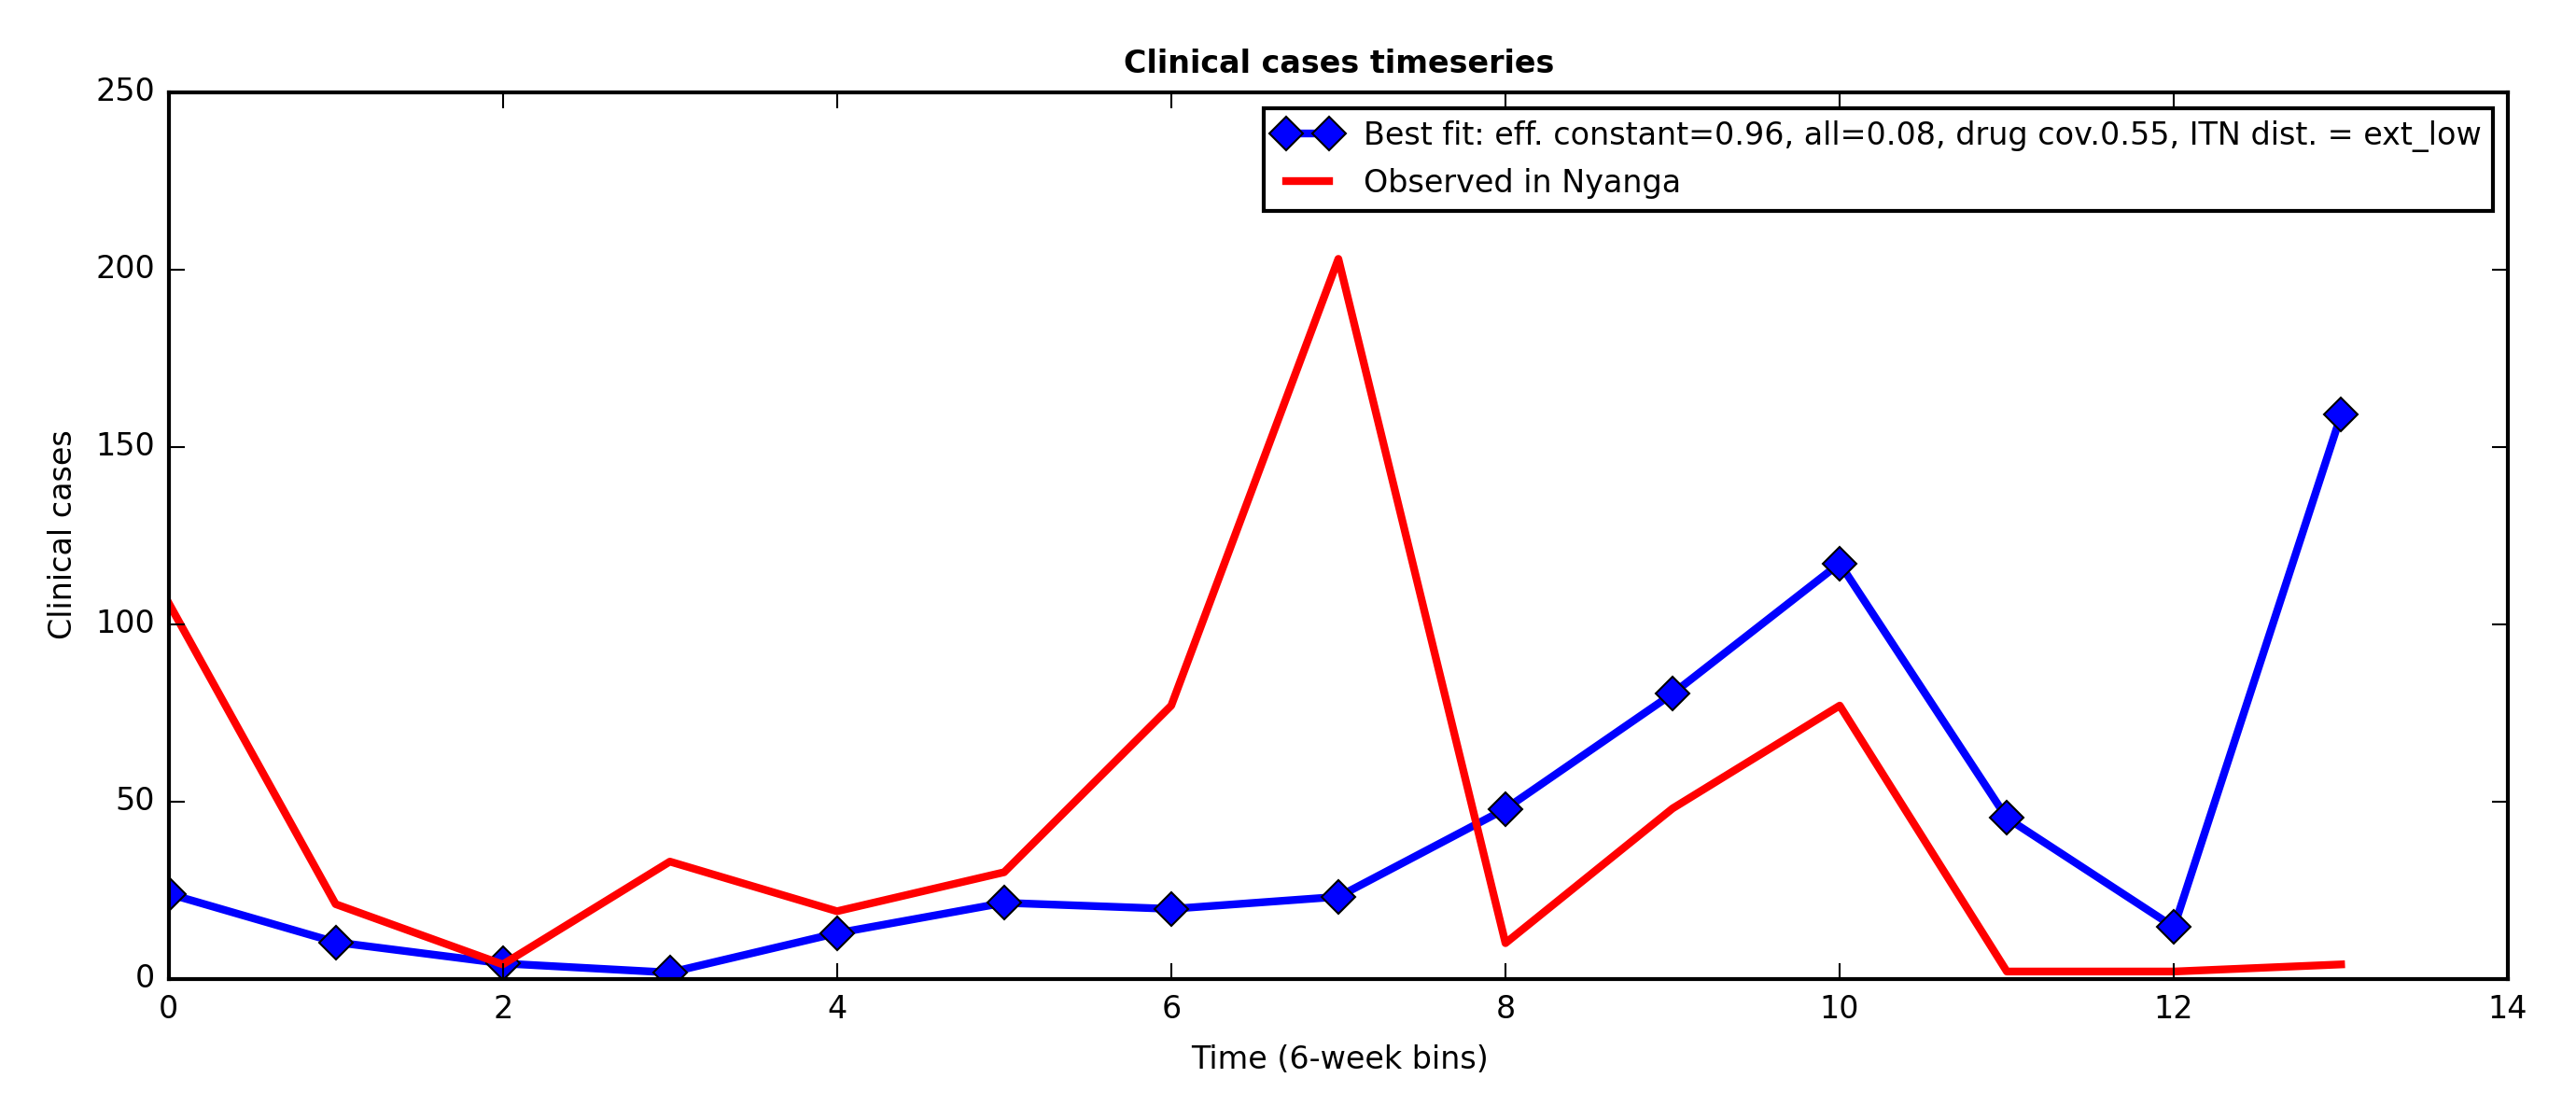 Clinical cases timeseries
Best fit: eff. constant=0.96, all=0.08, drug cov.0.55, ITN dist. = ext_low
Observed in Nyanga
250
200
150
100
50
0
Clinical cases
0 2 4 6 8 10 12 14
Time (6-week bins)